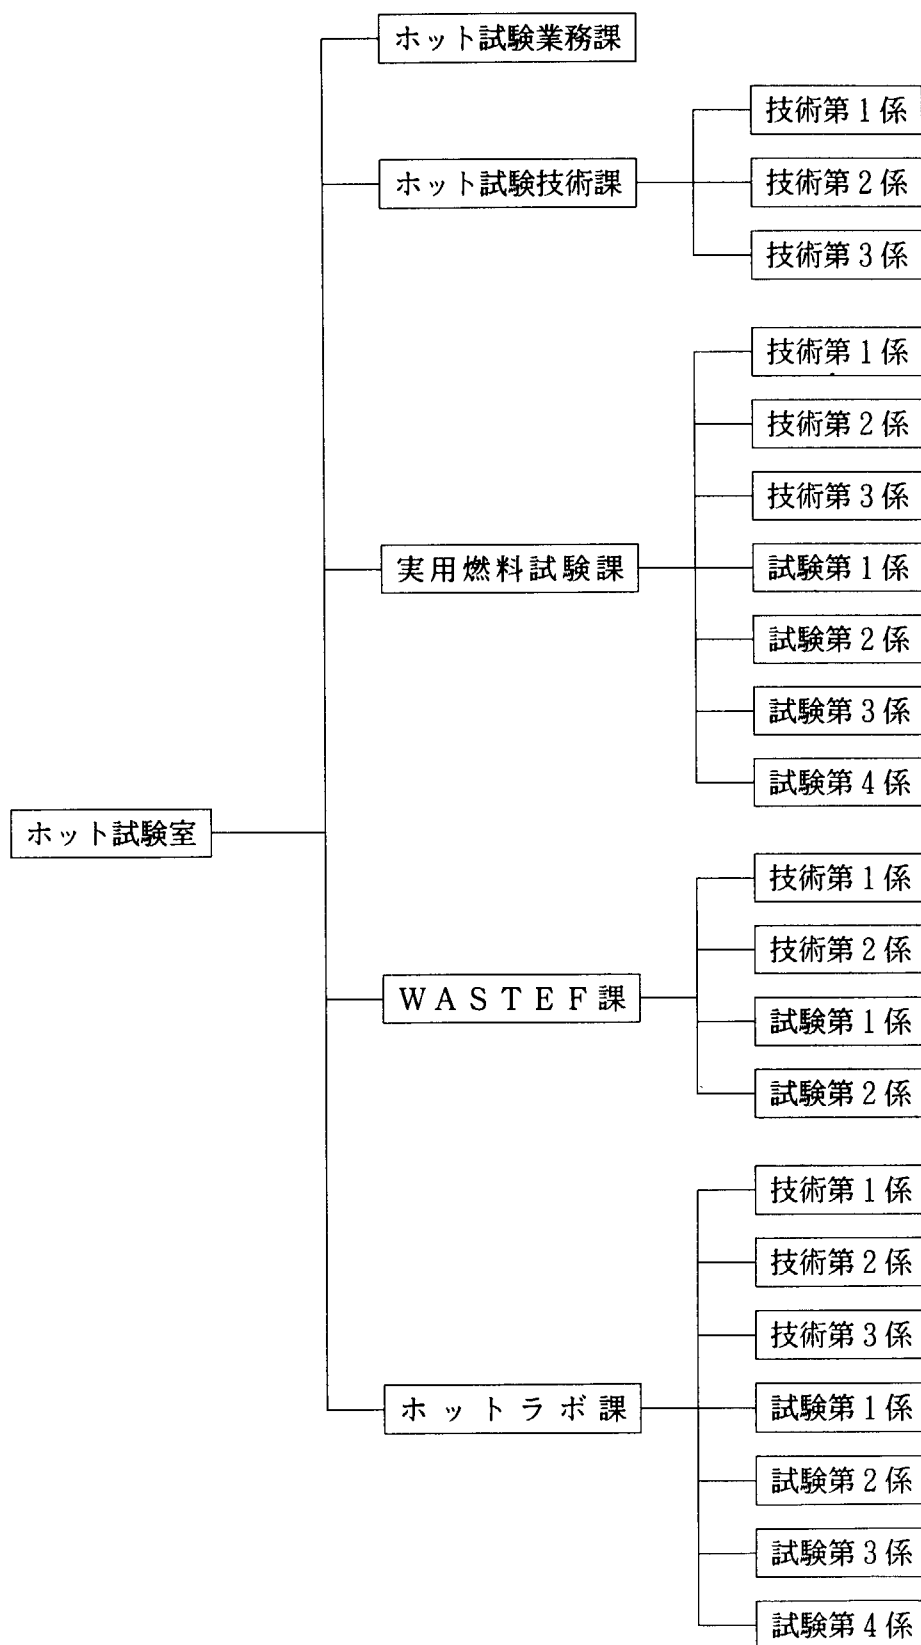 ホット試験室
ホット試験業務課
ホット試験技術課
技術第1係
技術第2係
技術第3係
実用燃料試験課
技術第1係
技術第2係
技術第3係
試験第1係
試験第2係
試験第3係
試験第4係
WASTEF課
技術第1係
技術第2係
試験第1係
試験第2係
ホットラボ課
技術第1係
技術第2係
技術第3係
試験第1係
試験第2係
試験第3係
試験第4係